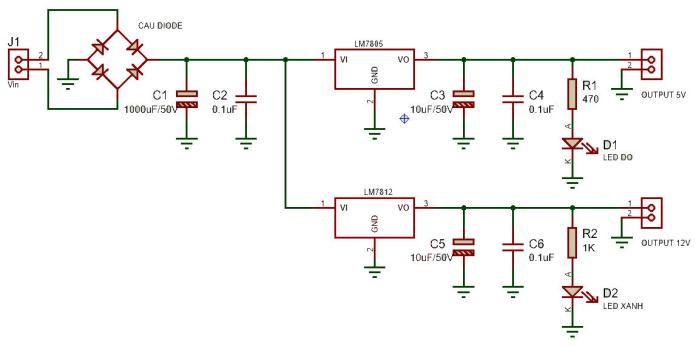 CAU DIODE
J1
2
1
Vin
C1
1000uF/50V
C2
0.1uF
LM7805
1
VI
VO
3
GND
2
C3
10uF/50V
C4
0.1uF
R1
470
A
K
D1
LED DO
1
2
OUTPUT 5V
LM7812
1
VI
VO
3
GND
2
C5
10uF/50V
C6
0.1uF
R2
1K
A
K
D2
LED XANH
1
2
OUTPUT 12V